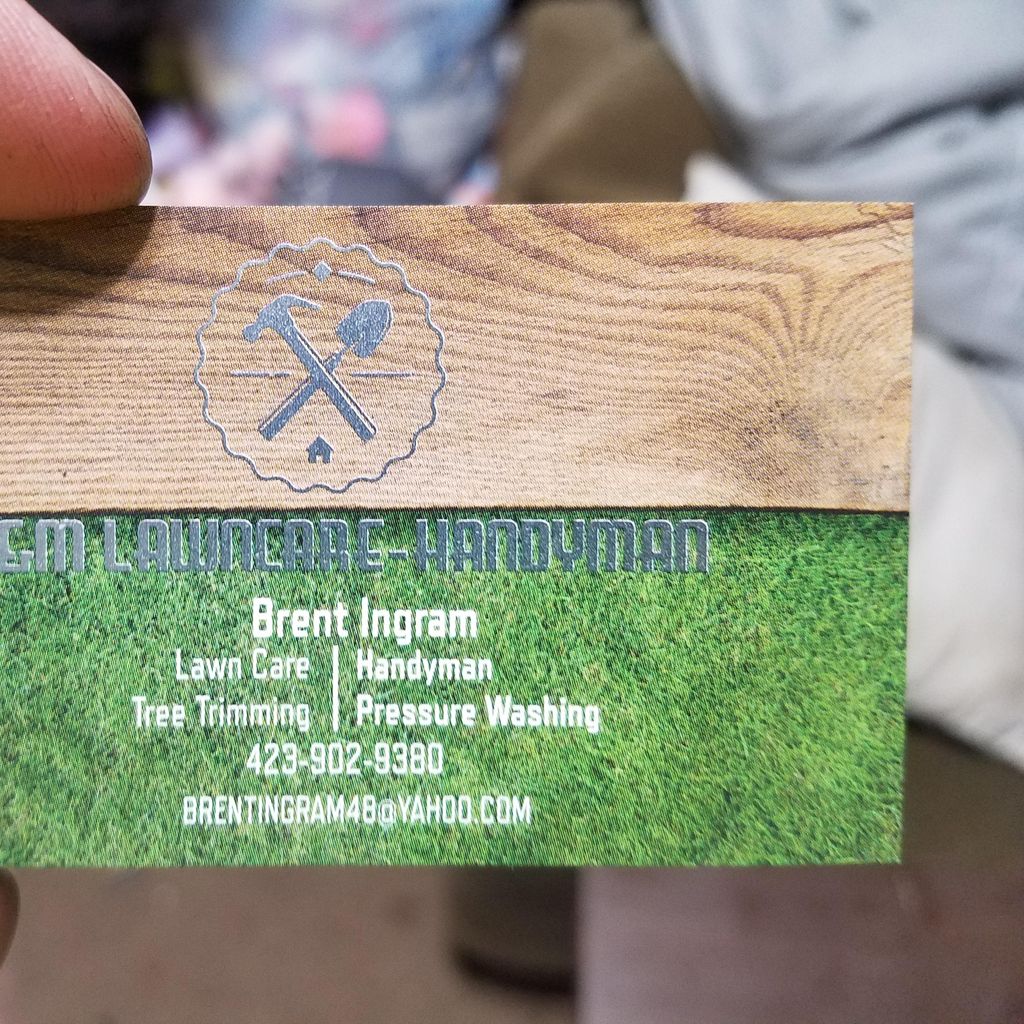 &M LAWNCARE-HANDYMAN
Brent Ingram
Lawn Care | Handyman
Tree Trimming | Pressure Washing
423-902-9380
BRENTINGRAM48@YAHOO.COM